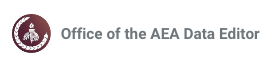 Office of the AEA Data Editor